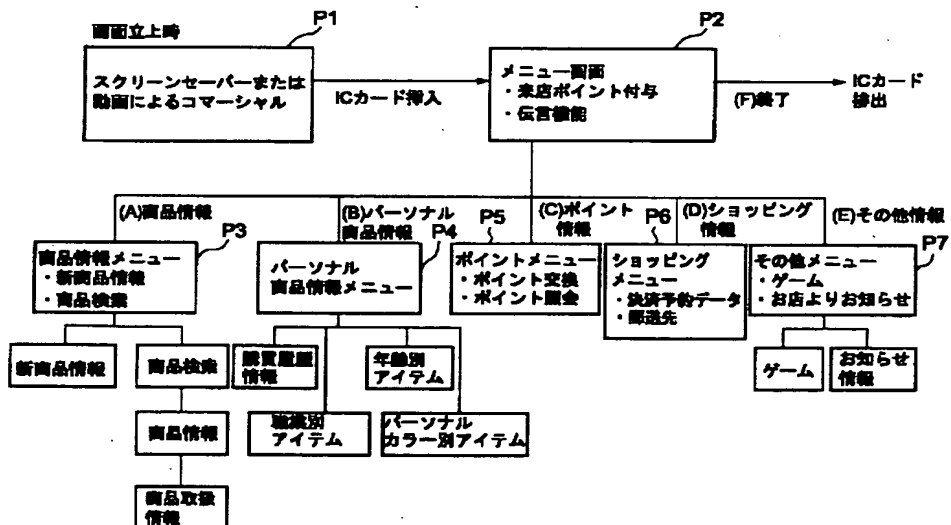 画面立上時
P1
スクリーンセーバーまたは
動画によるコマーシャル
ICカード挿入
P2
メニュー画面
・来店ポイント付与
・伝言機能
(F)終了
ICカード
排出
(A)商品情報
P3
商品情報メニュー
・新商品情報
・商品検索
(B)パーソナル
商品情報
P4
パーソナル
商品情報メニュー
(C)ポイント
情報
P5
ポイントメニュー
・ポイント交換
・ポイント照会
(D)ショッピング
情報
P6
ショッピング
メニュー
・決済予約データ
・郵送先
(E)その他情報
P7
その他メニュー
・ゲーム
・お店よりお知らせ
新商品情報
商品検索
商品情報
商品取扱
情報
購買履歴
情報
年齢別
アイテム
職業別
アイテム
パーソナル
カラー別アイテム
ゲーム
お知らせ
情報